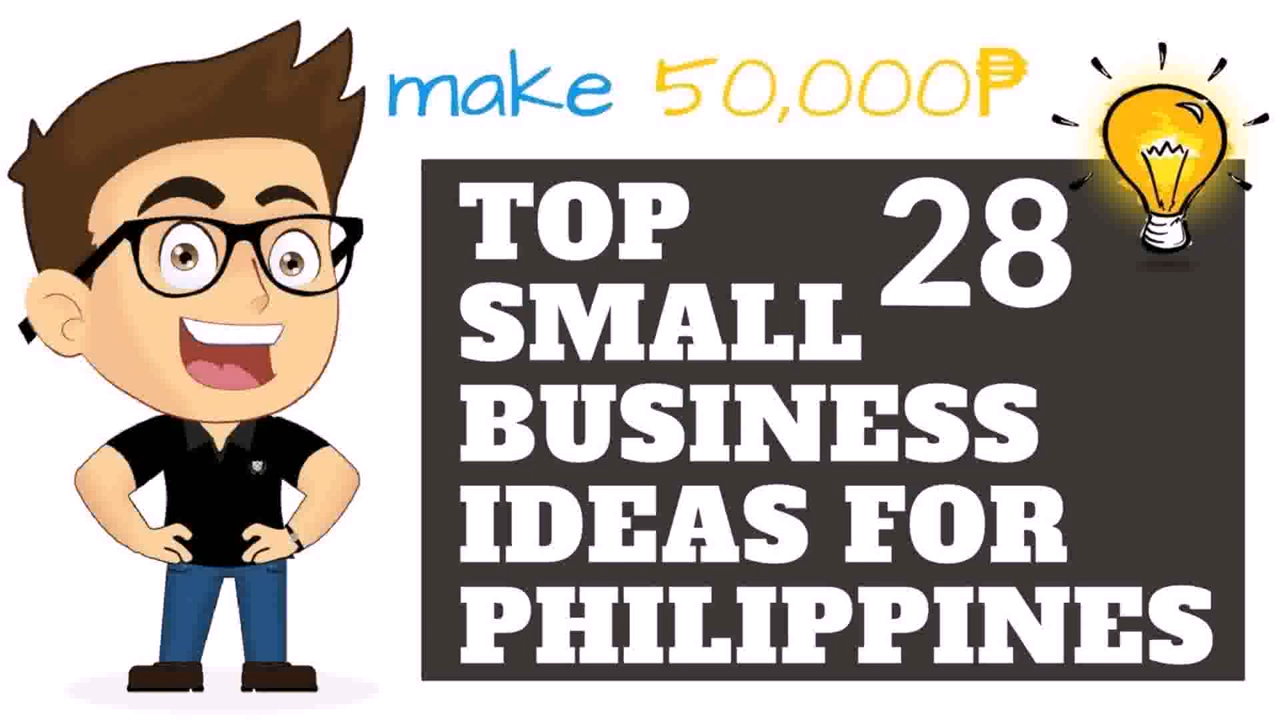 make 50,000₱
TOP 28
SMALL
BUSINESS
IDEAS FOR
PHILIPPINES